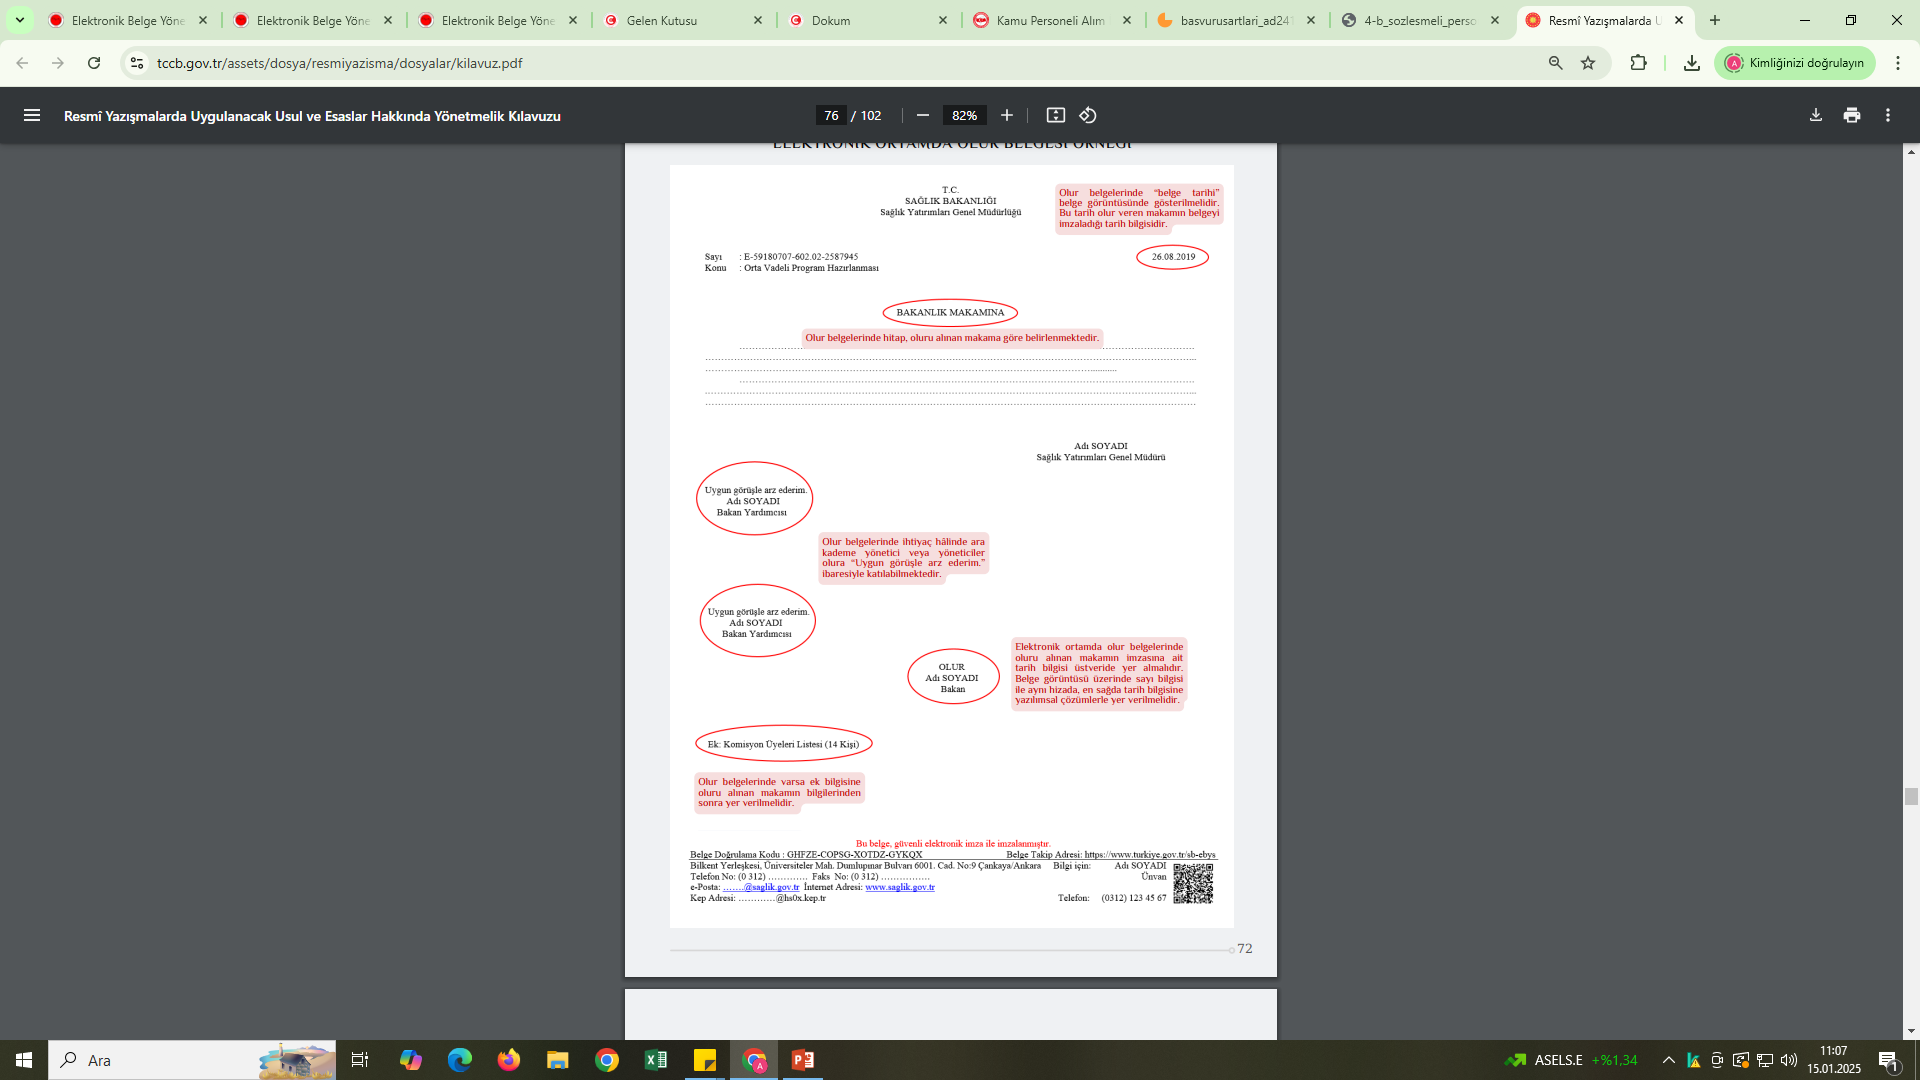 Elektronik Belge Yöne
Elektronik Belge Yöne
Elektronik Belge Yöne
Gelen Kutusu
Dokum
Kamu Personeli Alım
basvurusartlari_ad241
4-b_sozlesmeli_perso
Resmî Yazışmalarda U
tccb.gov.tr/assets/dosya/resmiyazisma/dosyalar/kilavuz.pdf
Kimliğinizi doğrulayın
Resmî Yazışmalarda Uygulanacak Usul ve Esaslar Hakkında Yönetmelik Kılavuzu
76 / 102
82%
ELEKTRONİK ORTAMDA OLUR BELGESİ ÖRNEĞİ
T.C.
SAĞLIK BAKANLIĞI
Sağlık Yatırımları Genel Müdürlüğü
Olur belgelerinde “belge tarihi”
belge görüntüsünde gösterilmelidir.
Bu tarih olur veren makamın belgeyi
imzaladığı tarih bilgisidir.
Sayı : E-59180707-602.02-2587945
26.08.2019
Konu : Orta Vadeli Program Hazırlanması
BAKANLIK MAKAMINA
Olur belgelerinde hitap, oluru alınan makama göre belirlenmektedir.
Adı SOYADI
Sağlık Yatırımları Genel Müdürü
Uygun görüşle arz ederim.
Adı SOYADI
Bakan Yardımcısı
Olur belgelerinde ihtiyaç hâlinde ara
kademe yönetici veya yöneticiler
olura “Uygun görüşle arz ederim.”
ibaresiyle katılabilmektedir.
Uygun görüşle arz ederim.
Adı SOYADI
Bakan Yardımcısı
OLUR
Adı SOYADI
Bakan
Elektronik ortamda olur belgelerinde
oluru alınan makamın imzasına ait
tarih bilgisi üstveride yer almalıdır.
Belge görüntüsü üzerinde sayı bilgisi
ile aynı hizada, en sağda tarih bilgisine
yazılımsal çözümlerle yer verilmelidir.
Ek: Komisyon Üyeleri Listesi (14 Kişi)
Olur belgelerinde varsa ek bilgisine
oluru alınan makamın bilgilerinden
sonra yer verilmelidir.
Bu belge, güvenli elektronik imza ile imzalanmıştır.
Belge Doğrulama Kodu : GHFZE-COPSG-XOTDZ-GYKQX Belge Takip Adresi: https://www.turkiye.gov.tr/sb-ebys
Bilkent Yerleşkesi, Üniversiteler Mah. Dumlupınar Bulvarı 6001. Cad. No:9 Çankaya/Ankara Bilgi için: Adı SOYADI
Telefon No: (0 312) …………. Faks No: (0 312) ……………. Ünvan
e-Posta: …….@saglik.gov.tr İnternet Adresi: www.saglik.gov.tr
Kep Adresi: …………@hs0x.kep.tr Telefon: (0312) 123 45 67
72
Ara
ASELS.E +%1,34
11:07
15.01.2025
1